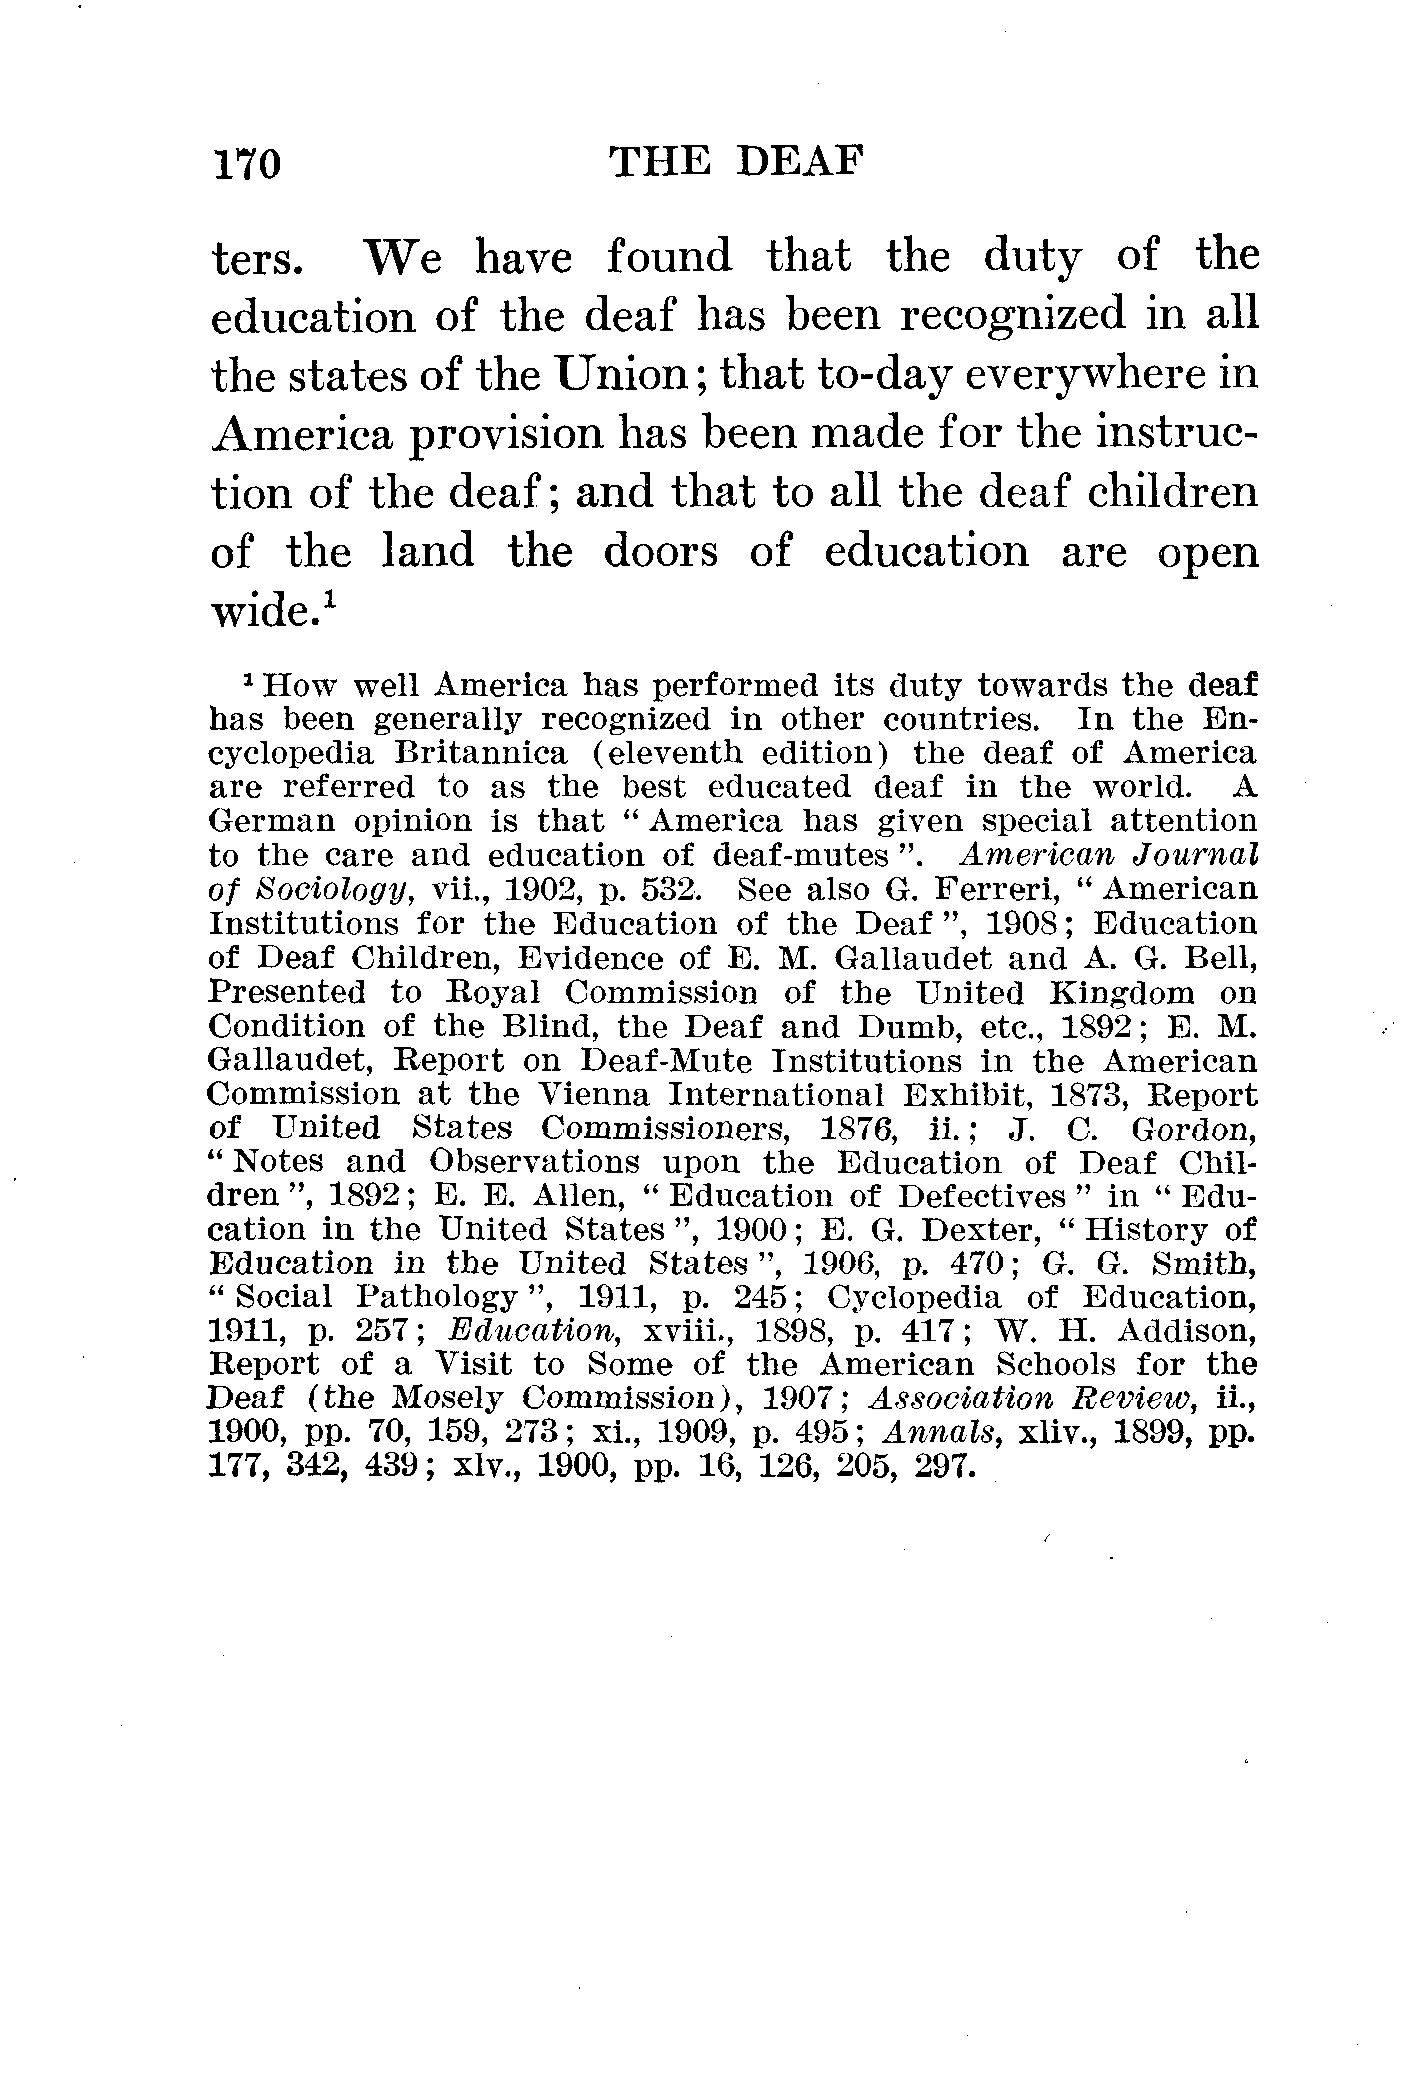 170 THE DEAF
ters. We have found that the duty of the
education of the deaf has been recognized in all
the states of the Union; that to-day everywhere in
America provision has been made for the instruc-
tion of the deaf; and that to all the deaf children
of the land the doors of education are open
wide.¹
¹ How well America has performed its duty towards the deaf
has been generally recognized in other countries. In the En-
cyclopedia Britannica (eleventh edition) the deaf of America
are referred to as the best educated deaf in the world. A
German opinion is that “ America has given special attention
to the care and education of deaf-mutes ”. American Journal
of Sociology, vii., 1902, p. 532. See also G. Ferreri, “ American
Institutions for the Education of the Deaf ”, 1908; Education
of Deaf Children, Evidence of E. M. Gallaudet and A. G. Bell,
Presented to Royal Commission of the United Kingdom on
Condition of the Blind, the Deaf and Dumb, etc., 1892; E. M.
Gallaudet, Report on Deaf-Mute Institutions in the American
Commission at the Vienna International Exhibit, 1873, Report
of United States Commissioners, 1876, ii.; J. C. Gordon,
“ Notes and Observations upon the Education of Deaf Chil-
dren ”, 1892; E. E. Allen, “ Education of Defectives ” in “ Edu-
cation in the United States ”, 1900; E. G. Dexter, “ History of
Education in the United States ”, 1906, p. 470; G. G. Smith,
“ Social Pathology ”, 1911, p. 245; Cyclopedia of Education,
1911, p. 257; Education, xviii., 1898, p. 417; W. H. Addison,
Report of a Visit to Some of the American Schools for the
Deaf (the Mosely Commission), 1907; Association Review, ii.,
1900, pp. 70, 159, 273; xi., 1909, p. 495; Annals, xliv., 1899, pp.
177, 342, 439; xlv., 1900, pp. 16, 126, 205, 297.